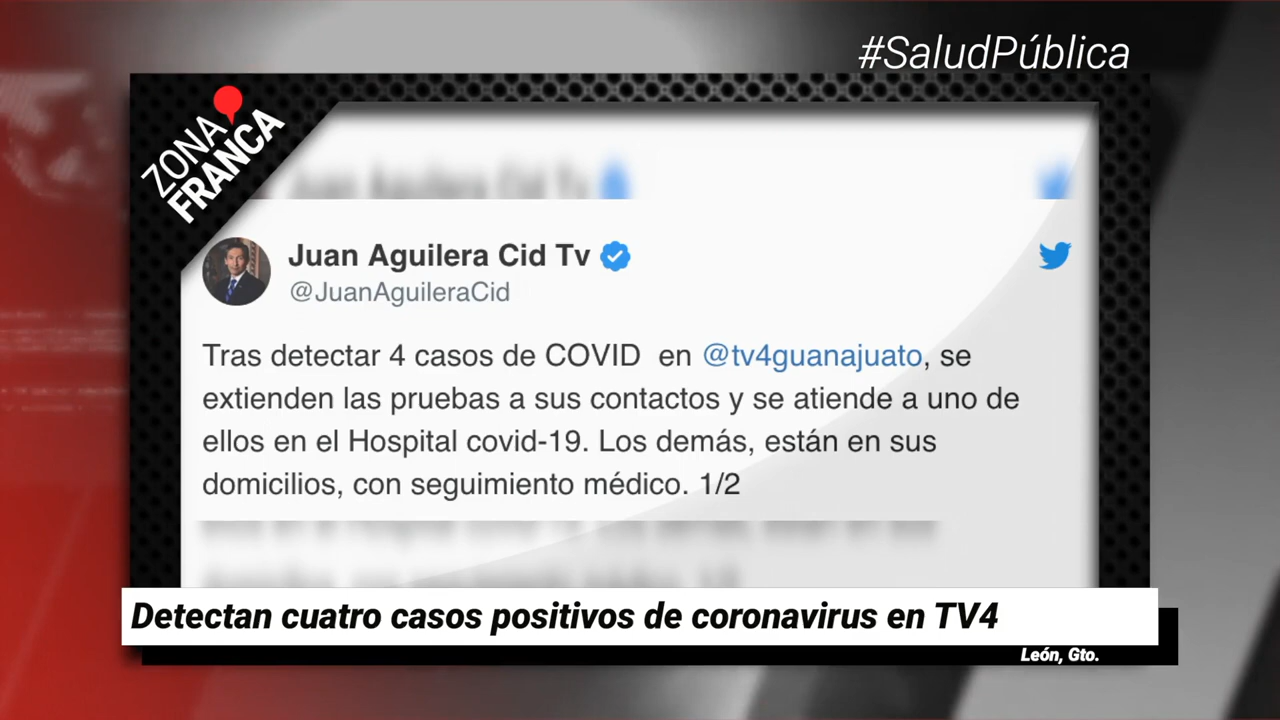 #SaludPública
ZONA
FRANCA
Juan Aguilera Cid Tv
@JuanAguileraCid
Tras detectar 4 casos de COVID en @tv4guanajuato, se
extienden las pruebas a sus contactos y se atiende a uno de
ellos en el Hospital covid-19. Los demás, están en sus
domicilios, con seguimiento médico. 1/2
Detectan cuatro casos positivos de coronavirus en TV4
León, Gto.